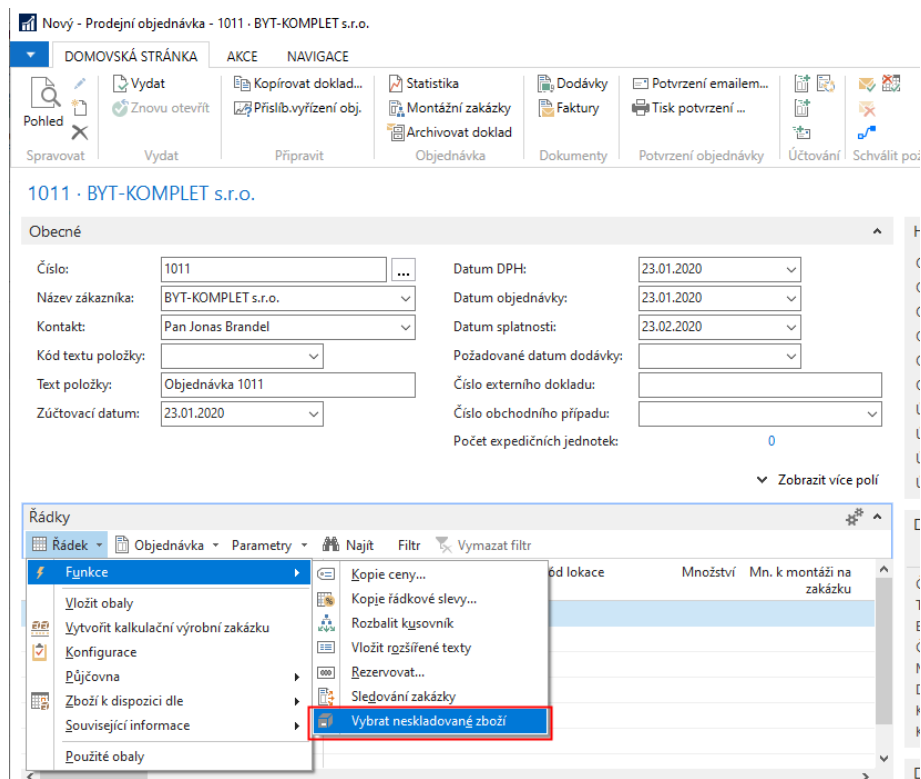 Nový - Prodejní objednávka - 1011 · BYT-KOMPLET s.r.o.
DOMOVSKÁ STRÁNKA AKCE NAVIGACE
Vydat Kopírovat doklad... Statistika Dodávky Potvrzení emailem...
Pohled Znovu otevřít Přislib.vyřízení obj. Montážní zakázky Faktury Tisk potvrzení ...
Archivovat doklad
Spravovat Vydat Připravit Objednávka Dokumenty Potvrzení objednávky Účtování Schválit
1011 · BYT-KOMPLET s.r.o.
Obecné
Číslo: 1011 ... Datum DPH: 23.01.2020
Název zákazníka: BYT-KOMPLET s.r.o. Datum objednávky: 23.01.2020
Kontakt: Pan Jonas Brandel Datum splatnosti: 23.02.2020
Kód textu položky: Požadované datum dodávky:
Text položky: Objednávka 1011 Číslo externího dokladu:
Zúčtovací datum: 23.01.2020 Číslo obchodního případu:
Počet expedičních jednotek: 0
Zobrazit více polí
Řádky
Řádek Objednávka Parametry Najít Filtr Vymazat filtr
Funkce Kopie ceny... ód lokace Množství Mn. k montáži na
zakázku
Kopie řádkové slevy...
Vložit obaly
Rozbalit kusovník
Vytvořit kalkulační výrobní zakázku
Vložit rozšířené texty
Konfigurace
Rezervovat...
Půjčovna
Sledování zakázky
Zboží k dispozici dle
Vybrat neskladované zboží
Související informace
Použité obaly